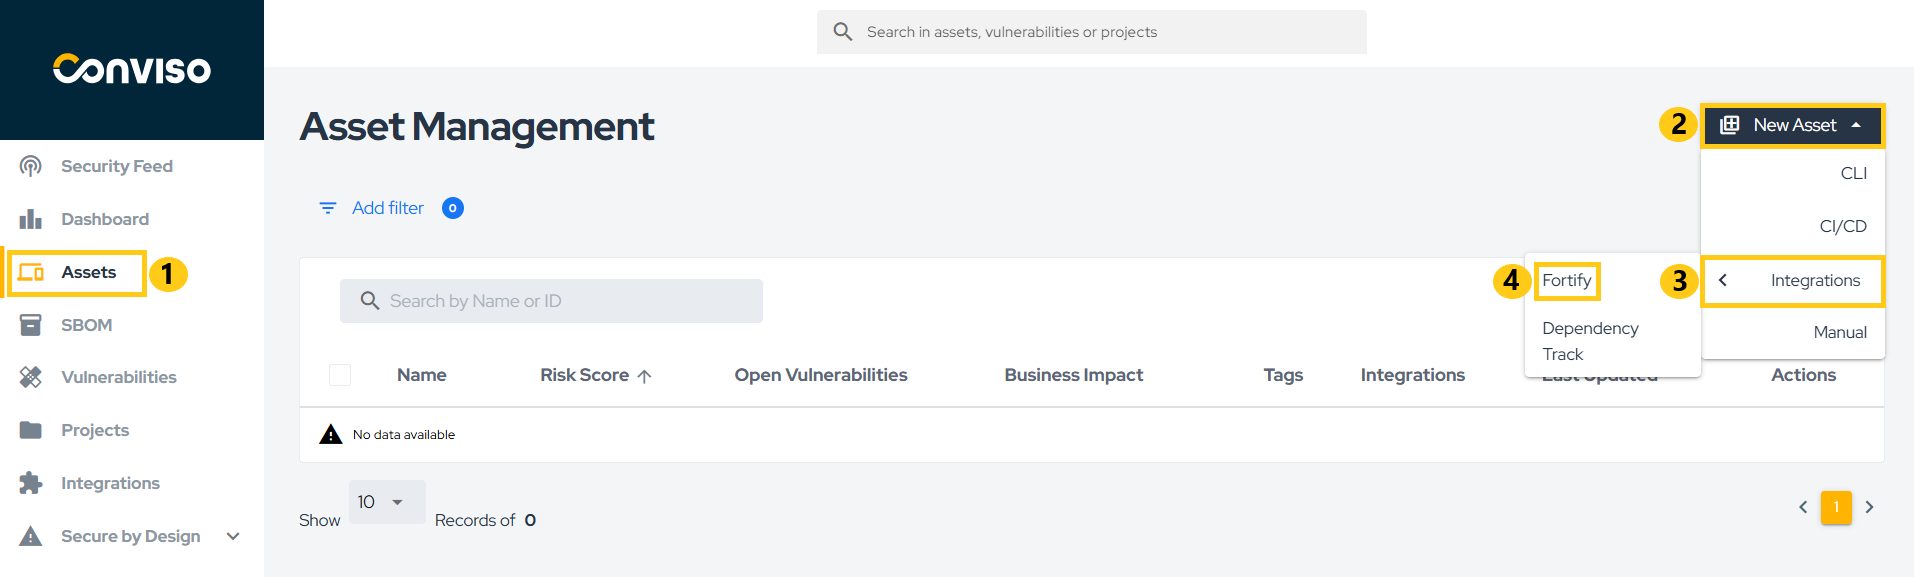 Conviso
Search in assets, vulnerabilities or projects
Asset Management
2 New Asset
CLI
CI/CD
Security Feed
Dashboard
Assets 1
SBOM
Vulnerabilities
Projects
Integrations
Secure by Design
Add filter 0
4 Fortify
3 Integrations
Dependency
Track
Manual
Search by Name or ID
Name Risk Score Open Vulnerabilities Business Impact Tags Integrations Last Updated Actions
No data available
Show 10 Records of 0
1